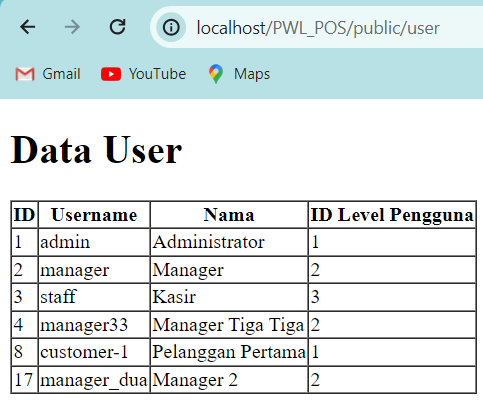 localhost/PWL_POS/public/user
Gmail YouTube Maps
Data User
ID Username Nama ID Level Pengguna
1 admin Administrator 1
2 manager Manager 2
3 staff Kasir 3
4 manager33 Manager Tiga Tiga 2
8 customer-1 Pelanggan Pertama 1
17 manager_dua Manager 2 2